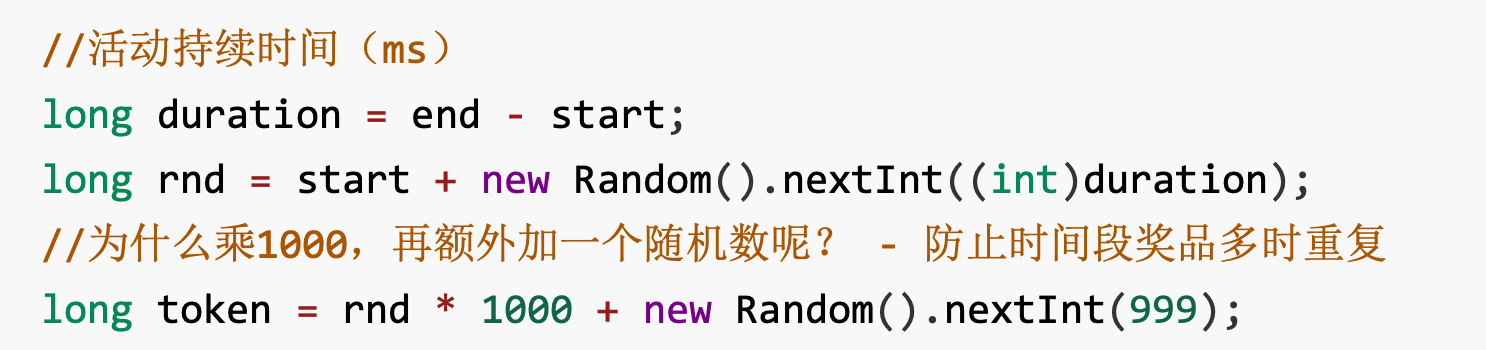 //活动持续时间（ms）
long duration = end - start;
long rnd = start + new Random().nextInt((int)duration);
//为什么乘1000，再额外加一个随机数呢？ - 防止时间段奖品多时重复
long token = rnd * 1000 + new Random().nextInt(999);